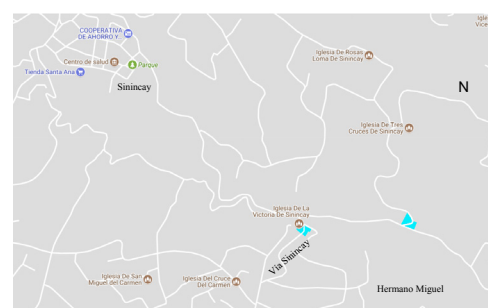 COOPERATIVA
DE AHORRO Y...
Centro de salud
Parque
Tienda Santa Ana
Sinincay
Iglesia De Rosas
Loma De Sinincay
Igle
Vice
N
Iglesia De Tres
Cruces De Sinincay
Iglesia De La
Victoria De Sinincay
Via Sinincay
Iglesia De San
Miguel del Carmen
Iglesia Del Cruce
Del Carmen
Hermano Miguel